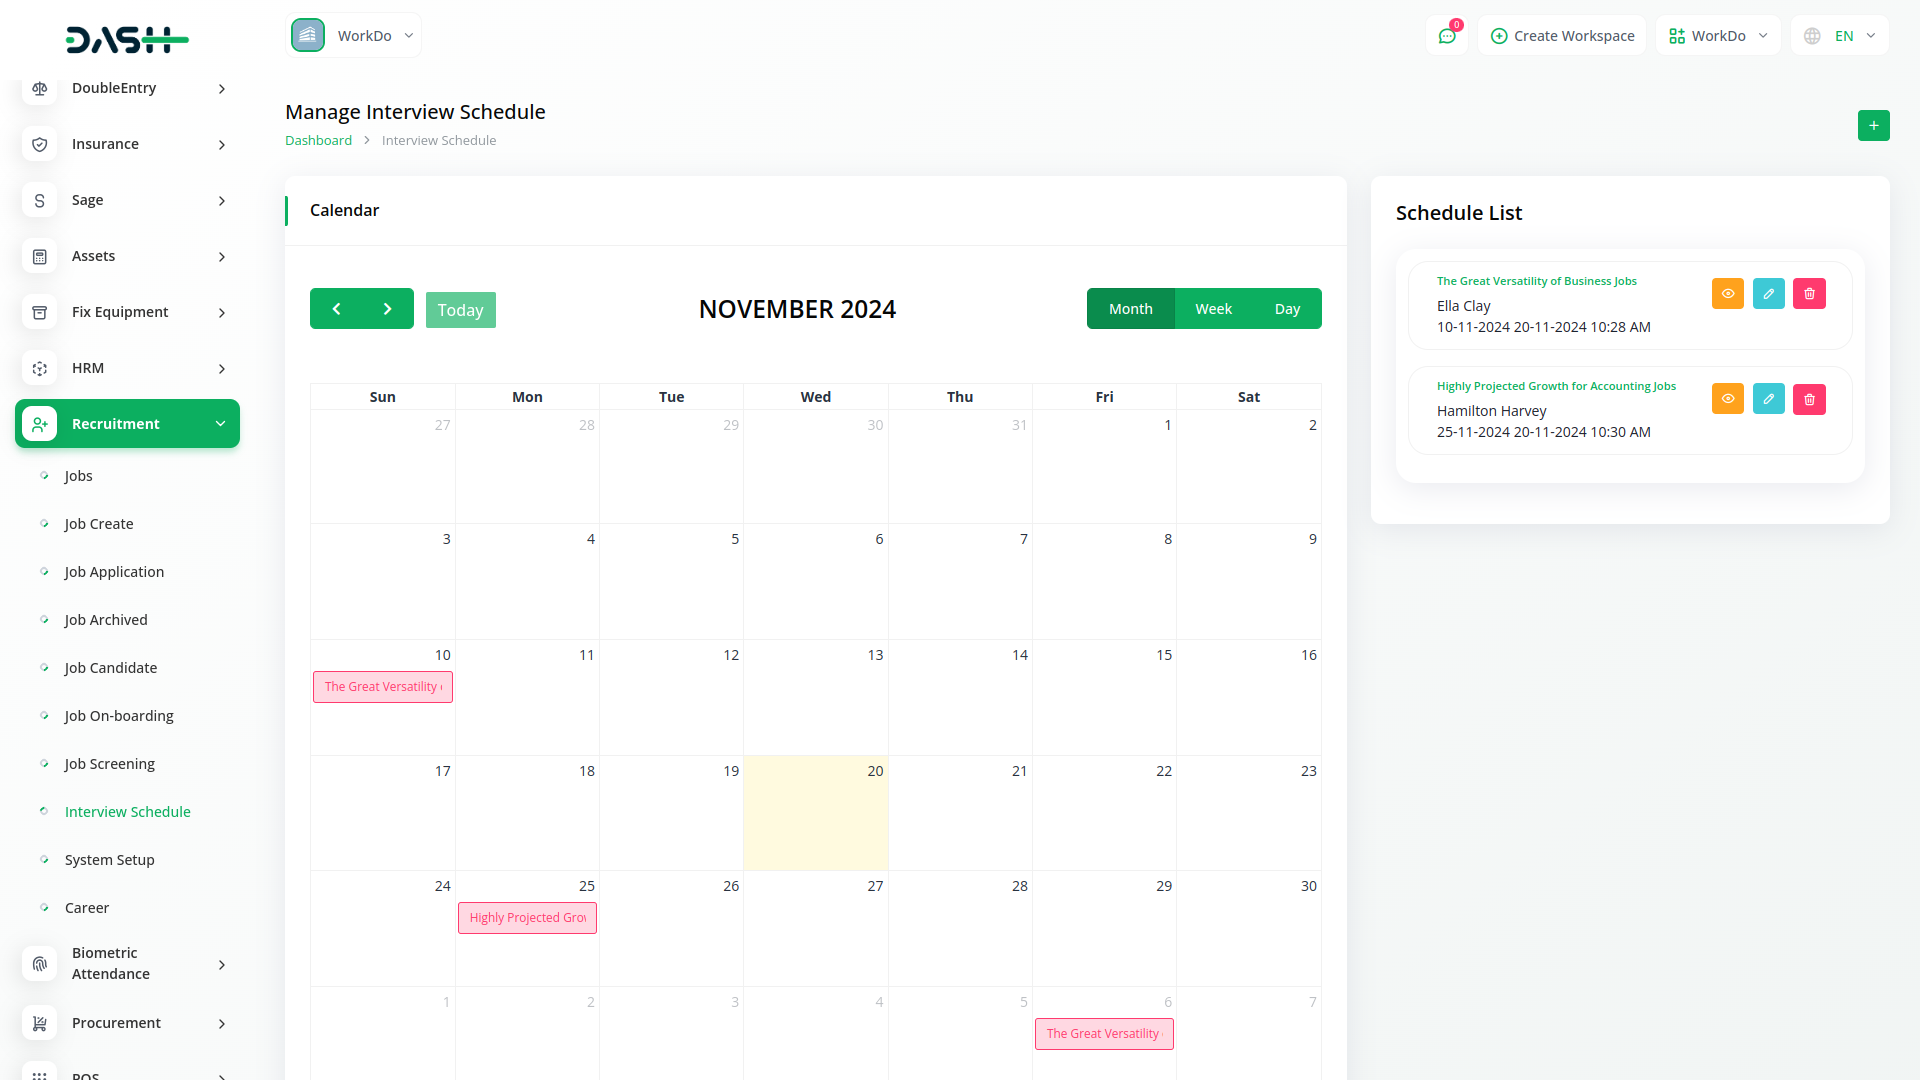 DASH
WorkDo
0
Create Workspace
WorkDo
EN
DoubleEntry
Insurance
S
Sage
Assets
Fix Equipment
HRM
Recruitment
Jobs
Job Create
Job Application
Job Archived
Job Candidate
Job On-boarding
Job Screening
Interview Schedule
System Setup
Career
Biometric
Attendance
Procurement
POS
Manage Interview Schedule
Dashboard > Interview Schedule
+
Calendar
Today
NOVEMBER 2024
Month Week Day
Sun Mon Tue Wed Thu Fri Sat
27 28 29 30 31 1 2
3 4 5 6 7 8 9
10 11 12 13 14 15 16
The Great Versatility
17 18 19 20 21 22 23
24 25 26 27 28 29 30
Highly Projected Grov
1 2 3 4 5 6 7
The Great Versatility
Schedule List
The Great Versatility of Business Jobs
Ella Clay
10-11-2024 20-11-2024 10:28 AM
Highly Projected Growth for Accounting Jobs
Hamilton Harvey
25-11-2024 20-11-2024 10:30 AM